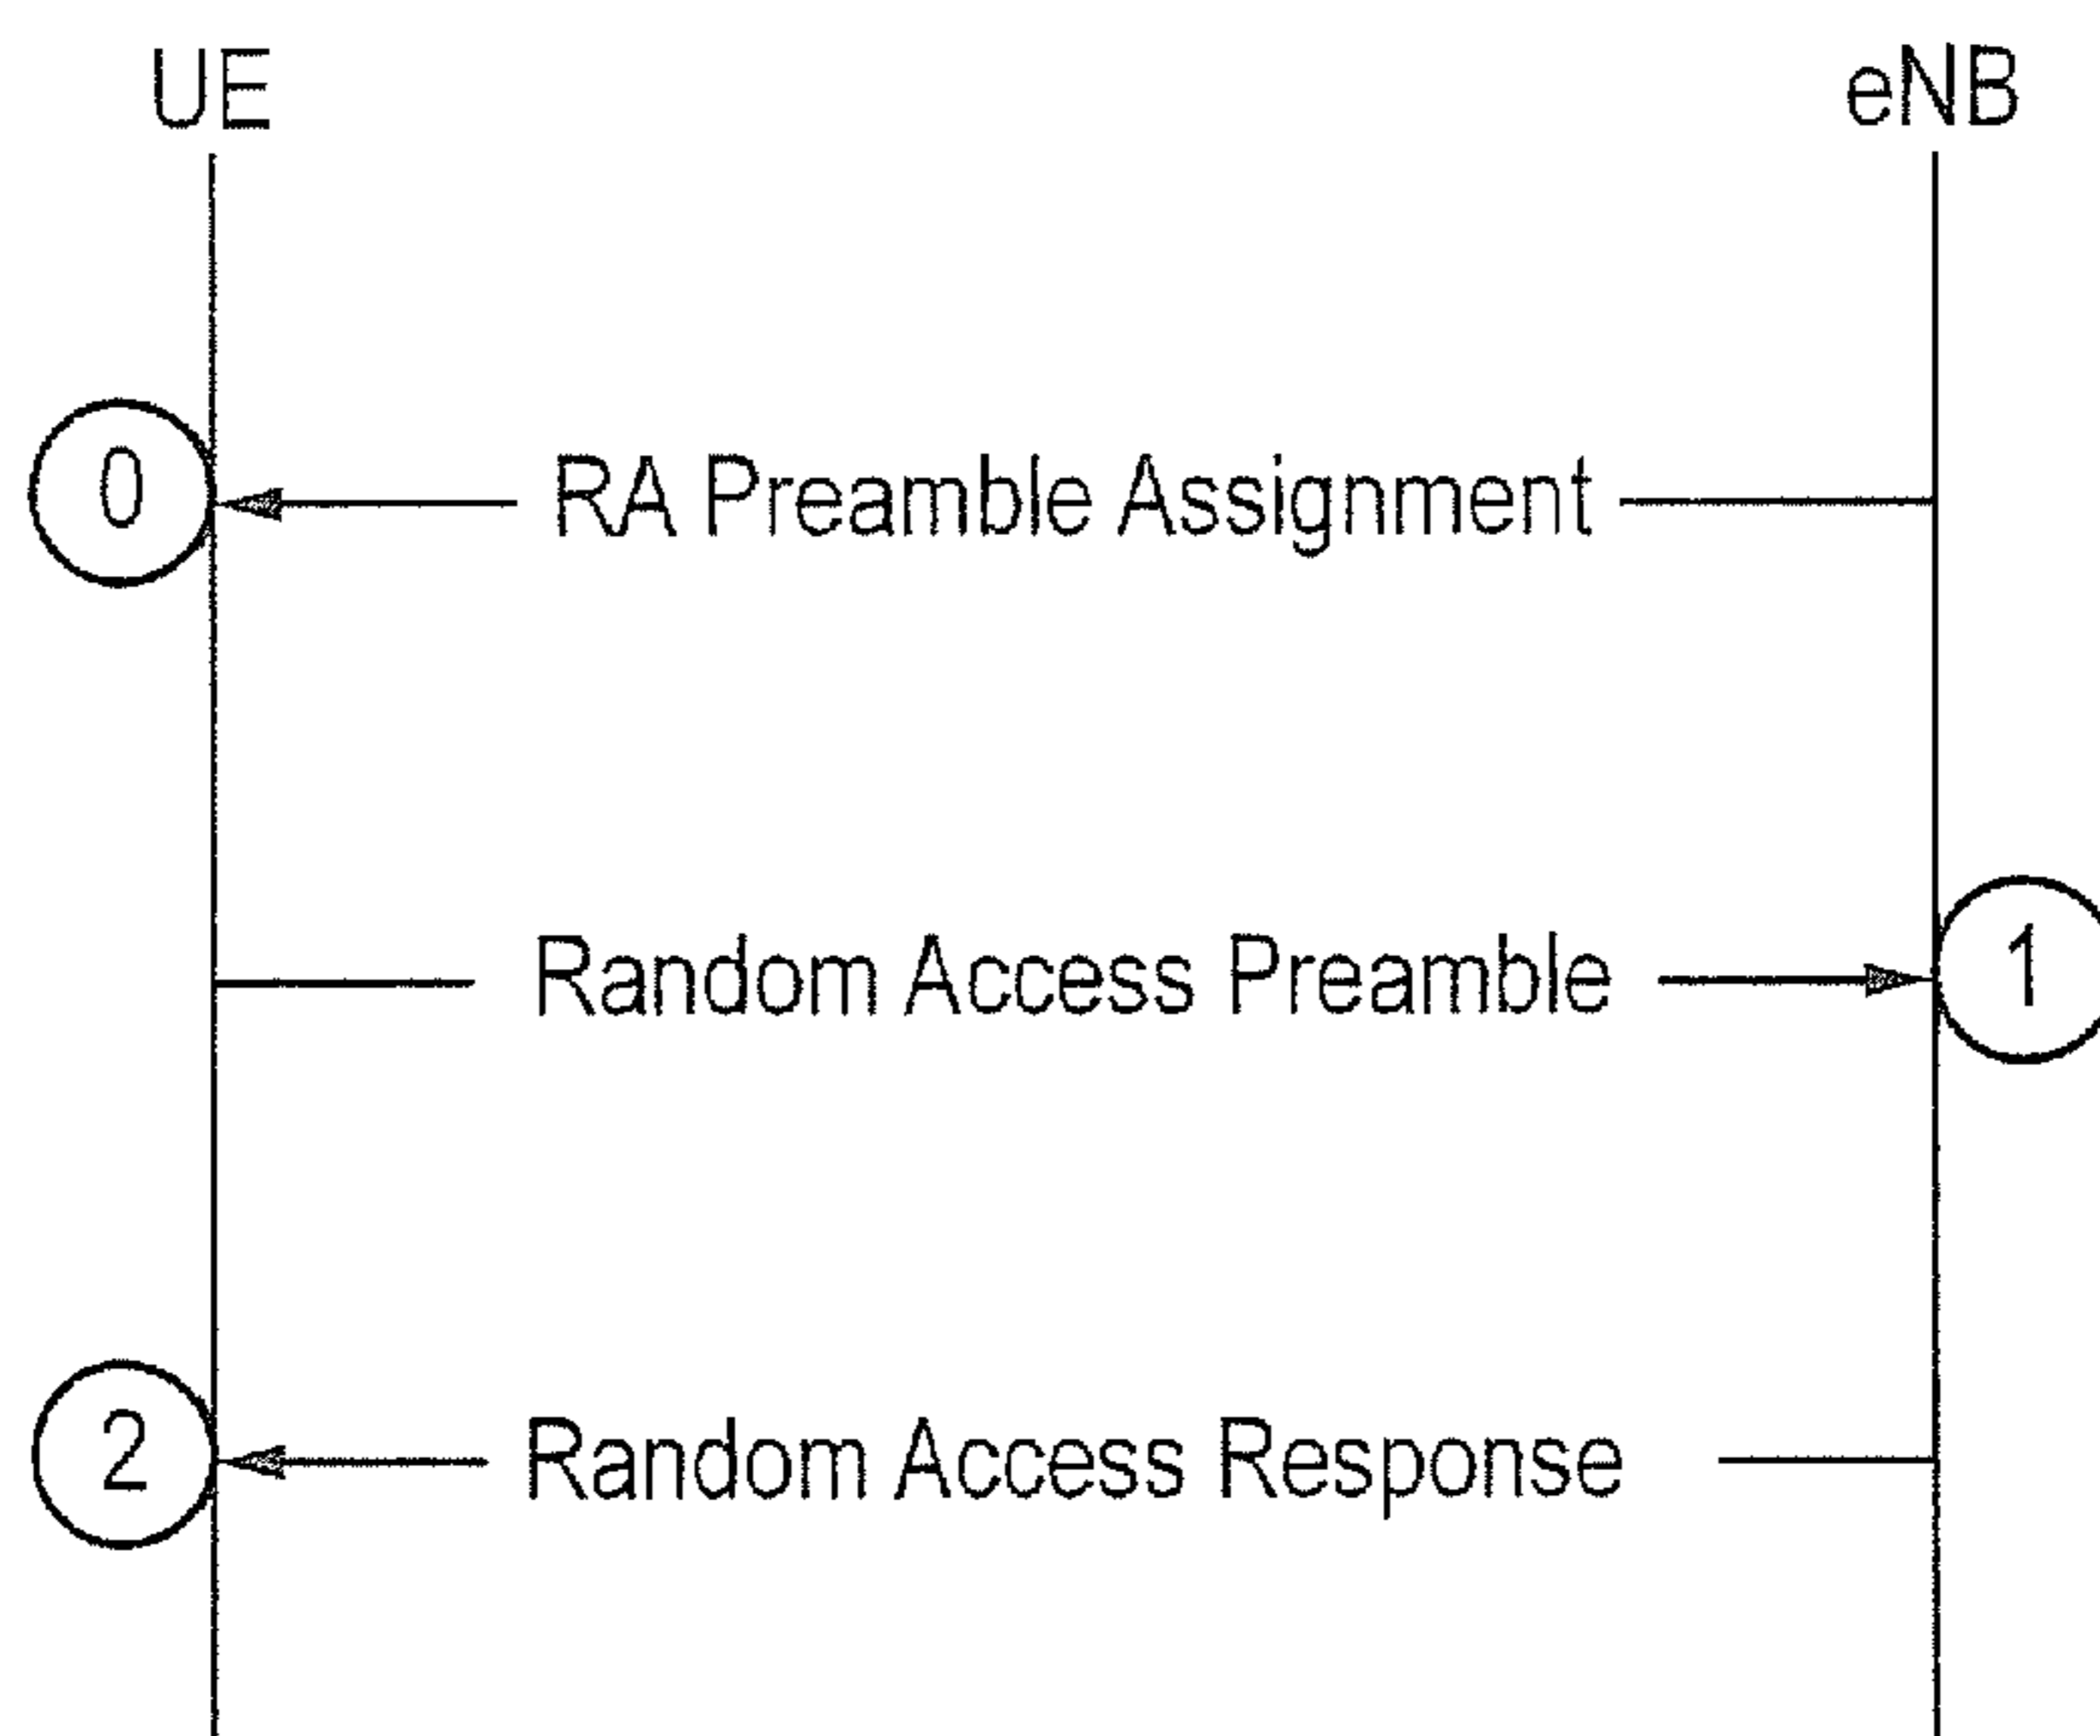 UE eNB
0 RA Preamble Assignment
Random Access Preamble 1
2 Random Access Response